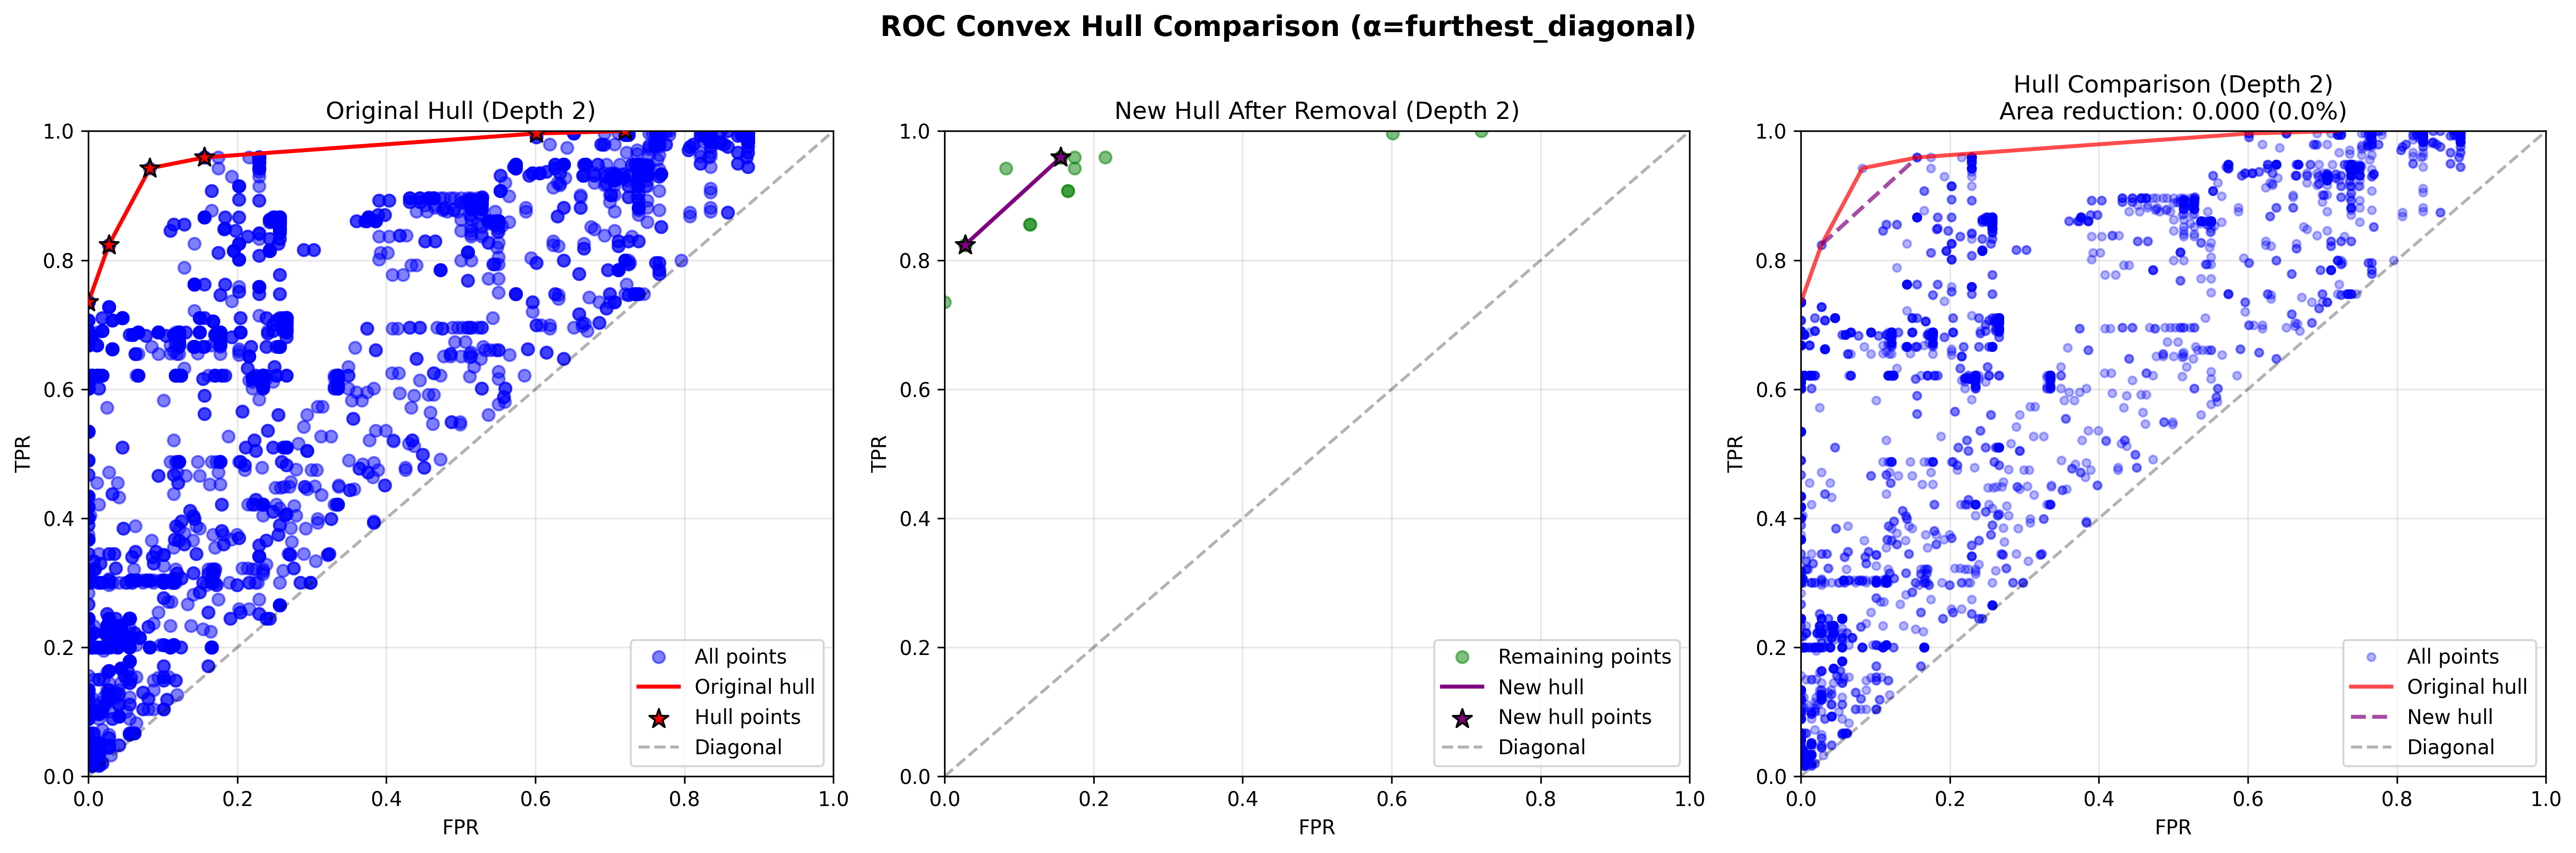 ROC Convex Hull Comparison (α=furthest_diagonal)
Original Hull (Depth 2)
1.0
0.8
0.6
0.4
0.2
0.0
TPR
0.0 0.2 0.4 0.6 0.8 1.0
FPR
All points
Original hull
Hull points
Diagonal
New Hull After Removal (Depth 2)
1.0
0.8
0.6
0.4
0.2
0.0
TPR
0.0 0.2 0.4 0.6 0.8 1.0
FPR
Remaining points
New hull
New hull points
Diagonal
Hull Comparison (Depth 2)
Area reduction: 0.000 (0.0%)
1.0
0.8
0.6
0.4
0.2
0.0
TPR
0.0 0.2 0.4 0.6 0.8 1.0
FPR
All points
Original hull
New hull
Diagonal